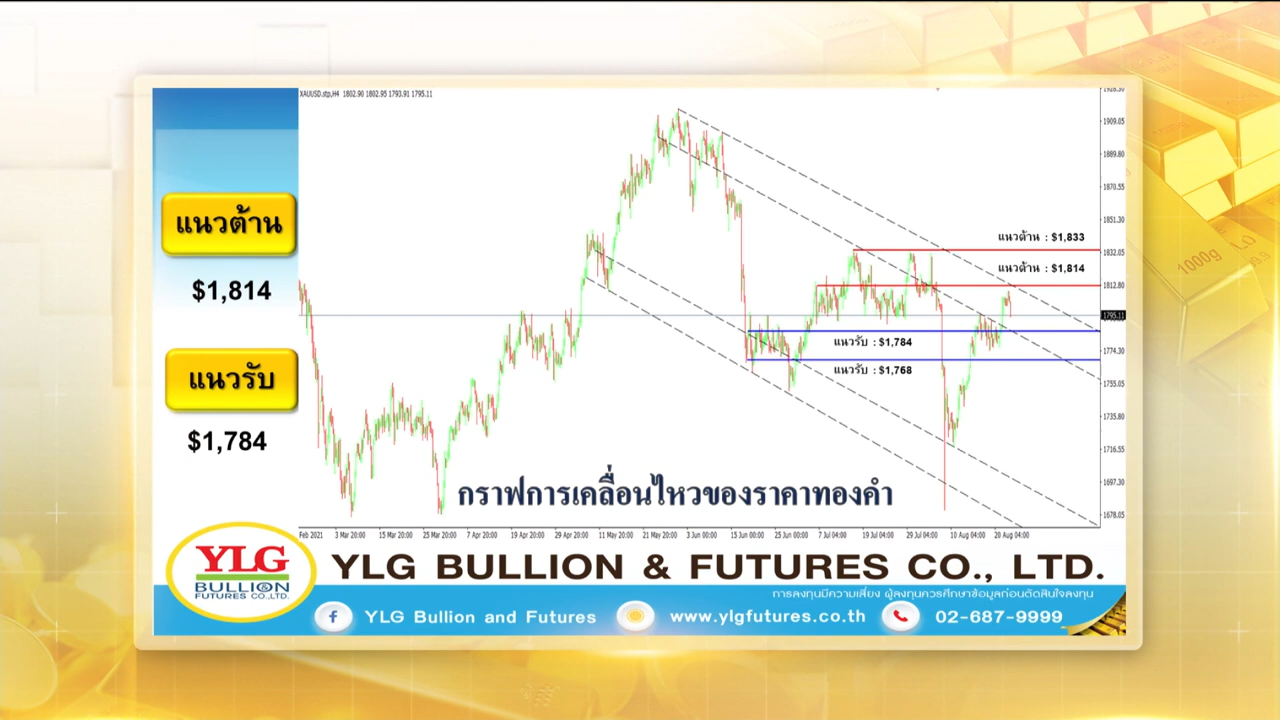 XAUUSD.stp,H4 1802.90 1802.95 1793.91 1795.11
แนวต้าน
$1,814
แนวรับ
$1,784
แนวต้าน : $1,833
แนวต้าน : $1,814
แนวรับ : $1,784
แนวรับ : $1,768
1909.05
1889.80
1870.55
1851.30
1832.05
1812.80
1795.11
1774.30
1755.05
1735.80
1716.55
1697.30
1678.05
กราฟการเคลื่อนไหวของราคาทองคำ
Feb 2021 3 Mar 20:00 15 Mar 20:00 25 Mar 20:00 7 Apr 20:00 19 Apr 20:00 29 Apr 20:00 11 May 20:00 21 May 20:00 3 Jun 00:00 15 Jun 00:00 25 Jun 00:00 7 Jul 04:00 19 Jul 04:00 29 Jul 04:00 10 Aug 04:00 20 Aug 04:00
YLG
BULLION
FUTURES CO.,LTD.
YLG BULLION & FUTURES CO., LTD.
การลงทุนมีความเสี่ยง ผู้ลงทุนควรศึกษาข้อมูลก่อนตัดสินใจลงทุน
f YLG Bullion and Futures www.ylgfutures.co.th 02-687-9999
1000g